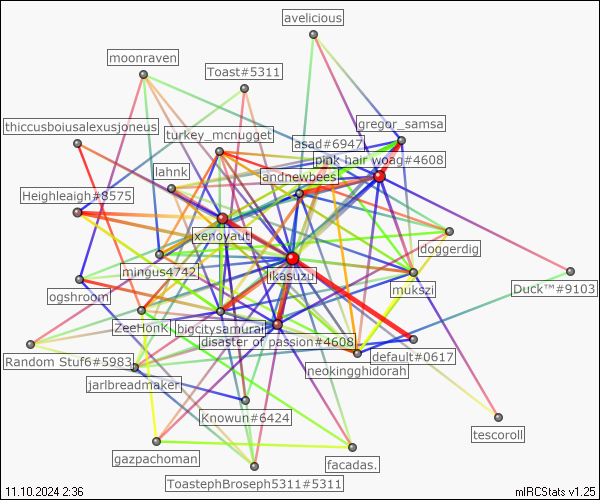 avelicious
moonraven
Toast#5311
thiccusboiusalexusjoneus
gregor_samsa
turkey_mcnugget
asad#6947
pink hair woag#4608
lahnk
andnewbees
Heighleaigh#8575
xenoyaut
doggerdig
mingus4742
likasuzu
mukszi
Duck™#9103
ogshroom
ZeeHonK
bigcitysamurai
disaster of passion#4608
default#0617
Random Stuf6#5983
neokingghidorah
jarlbreadmaker
Knowun#6424
tescoroll
gazpachoman
facadas.
ToastephBroseph5311#5311
11.10.2024 2:36
mIRCStats v1.25